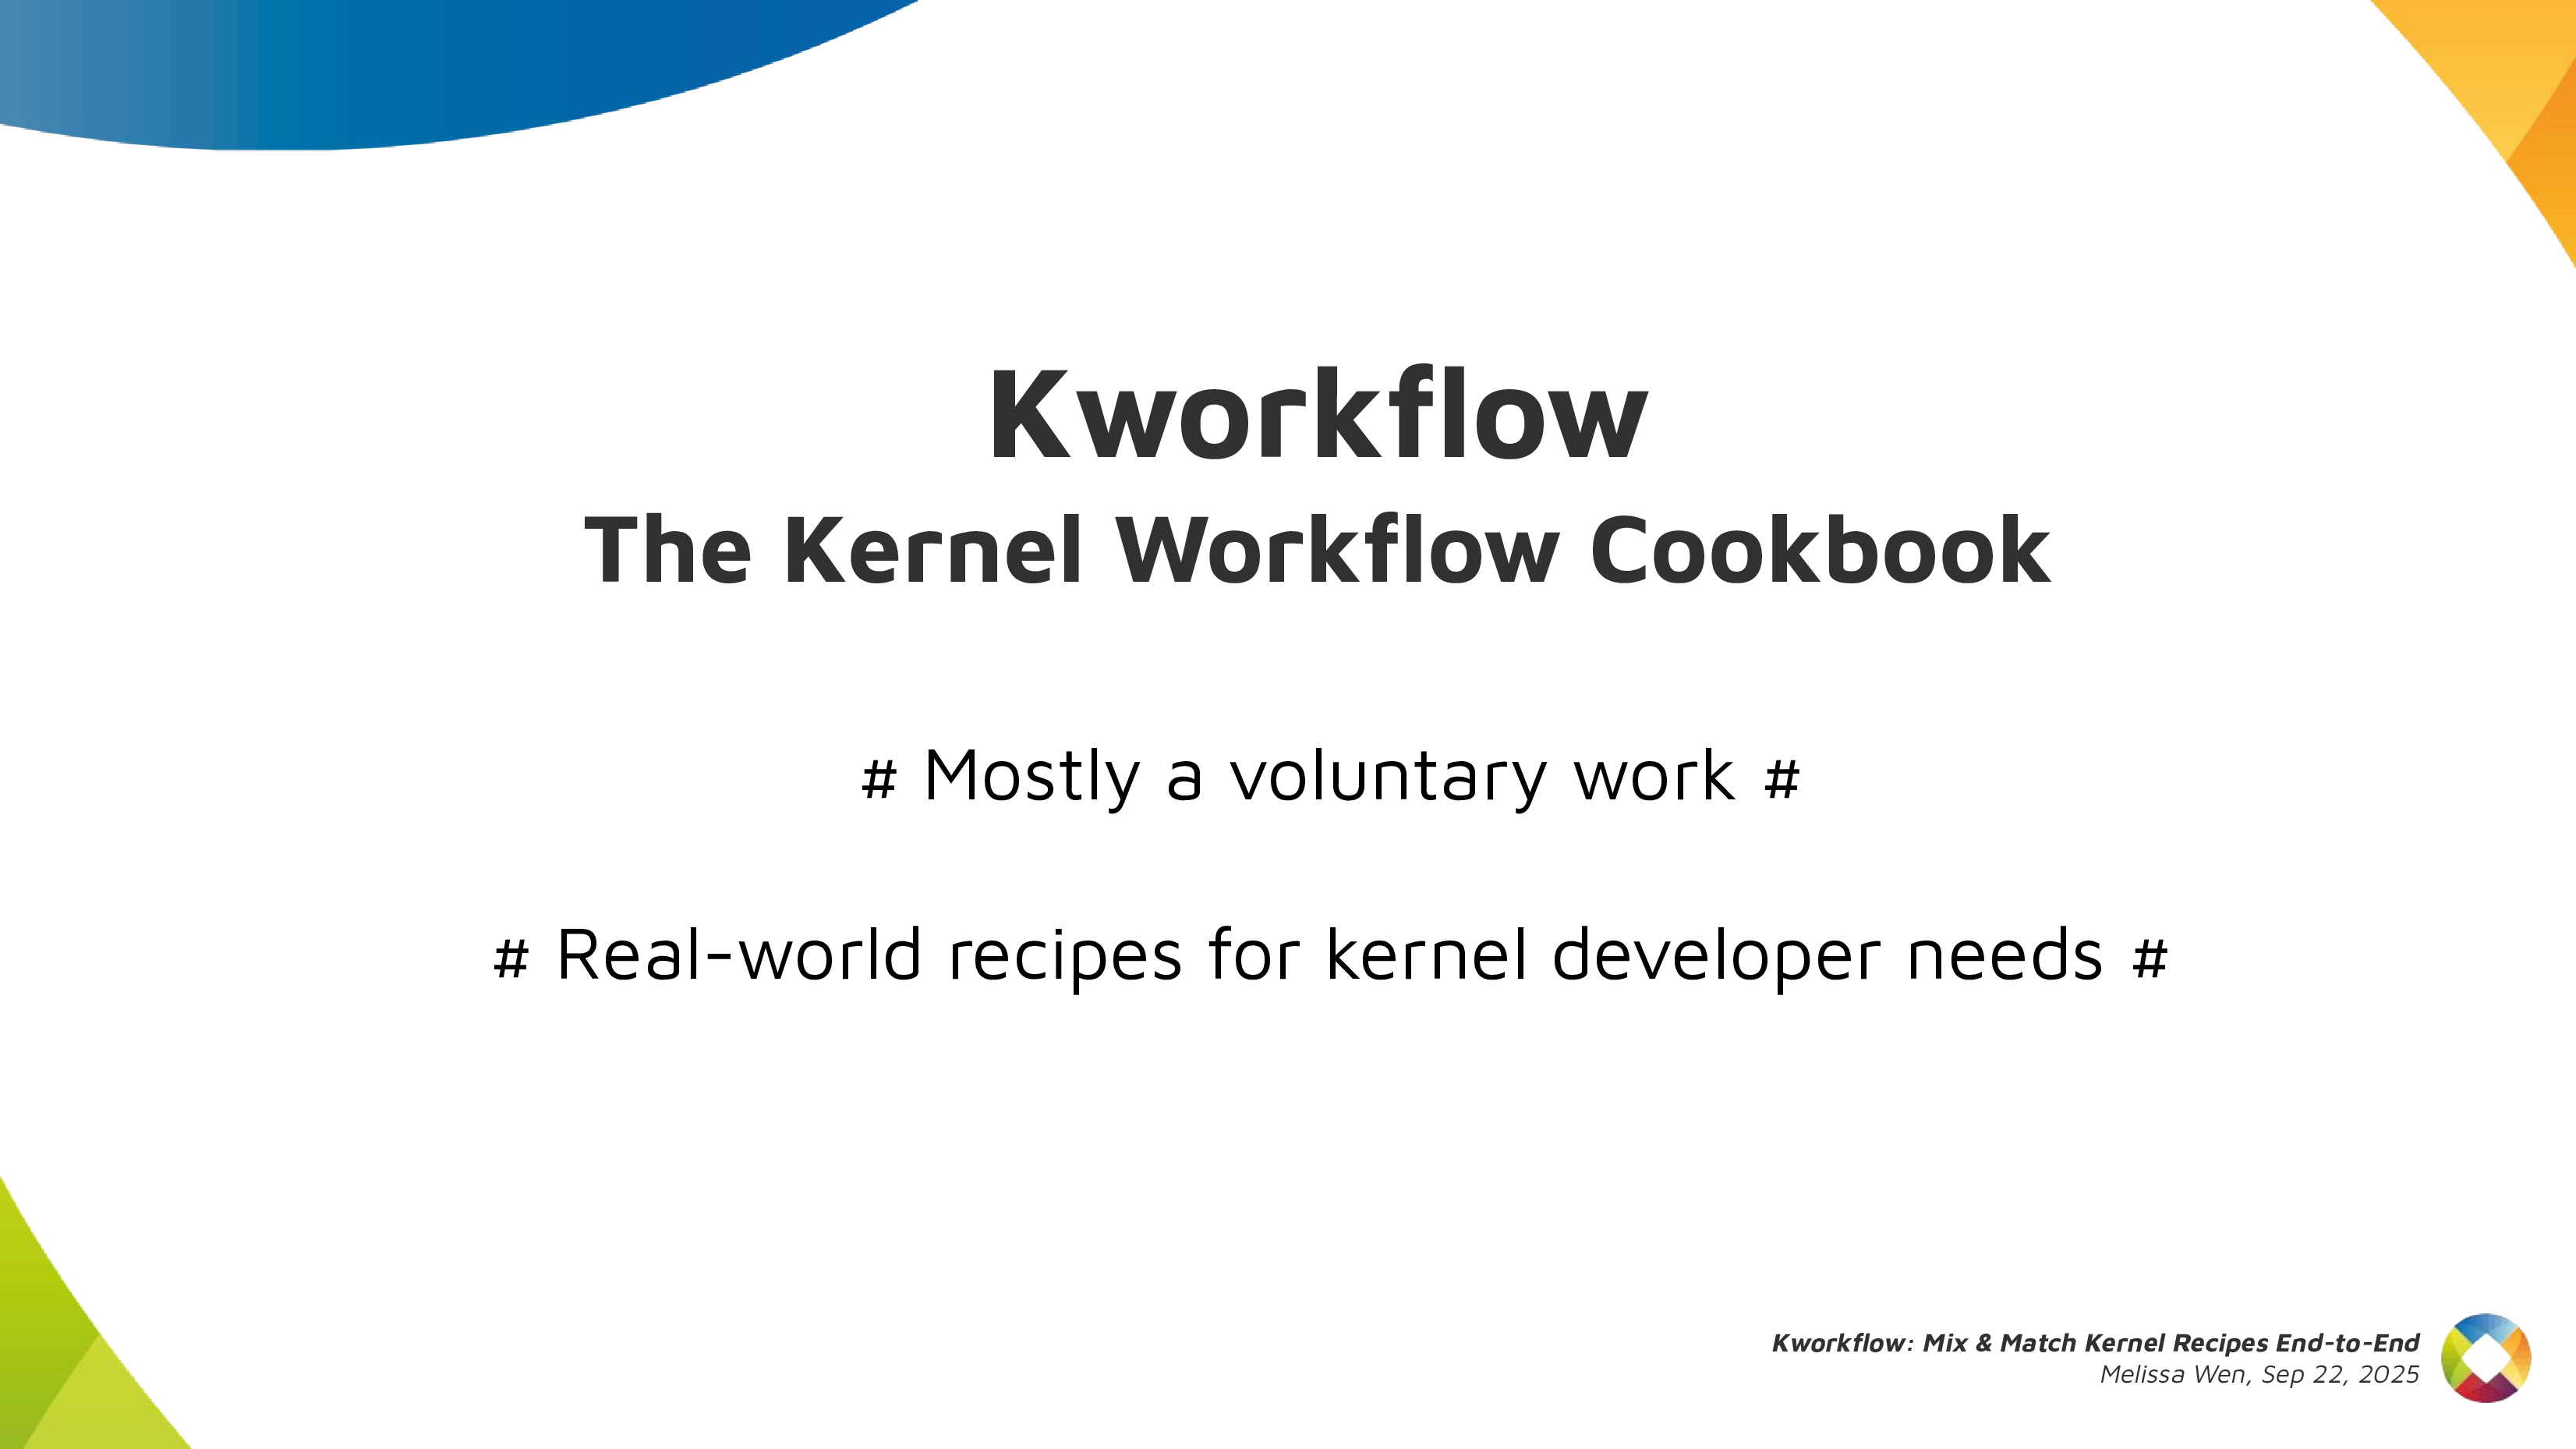 Kworkflow
The Kernel Workflow Cookbook
# Mostly a voluntary work #
# Real-world recipes for kernel developer needs #
Kworkflow: Mix & Match Kernel Recipes End-to-End
Melissa Wen, Sep 22, 2025